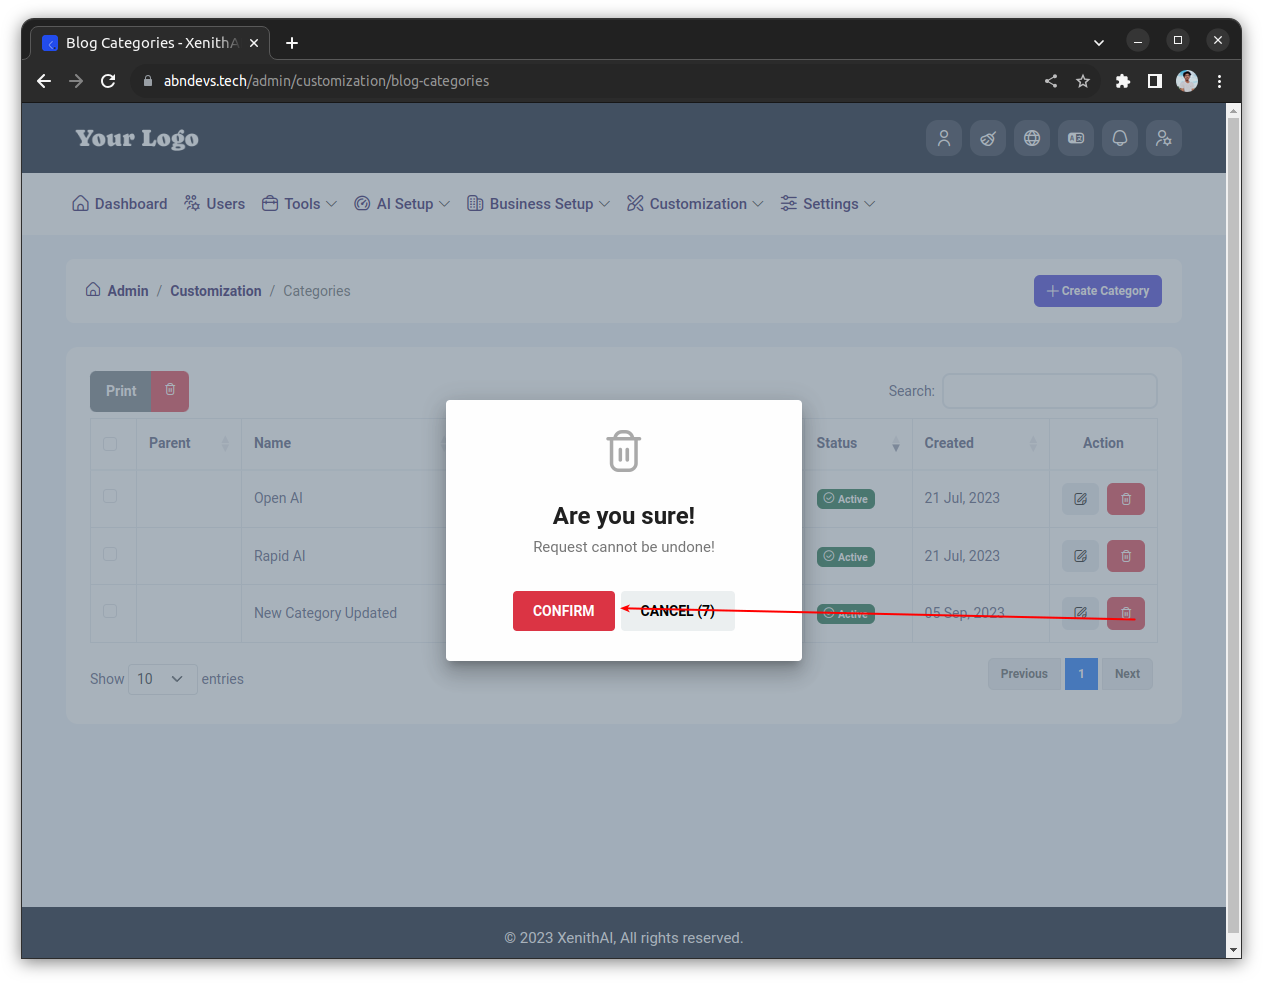 Blog Categories - XenithA
abndevs.tech/admin/customization/blog-categories
Your Logo
Dashboard Users Tools AI Setup Business Setup Customization Settings
Admin / Customization / Categories
+ Create Category
Print
Search:
Parent Name Status Created Action
Open AI Active 21 Jul, 2023
Rapid AI Active 21 Jul, 2023
New Category Updated Active 05 Sep, 2023
Are you sure!
Request cannot be undone!
CONFIRM CANCEL (7)
Show 10 entries
Previous 1 Next
© 2023 XenithAI, All rights reserved.